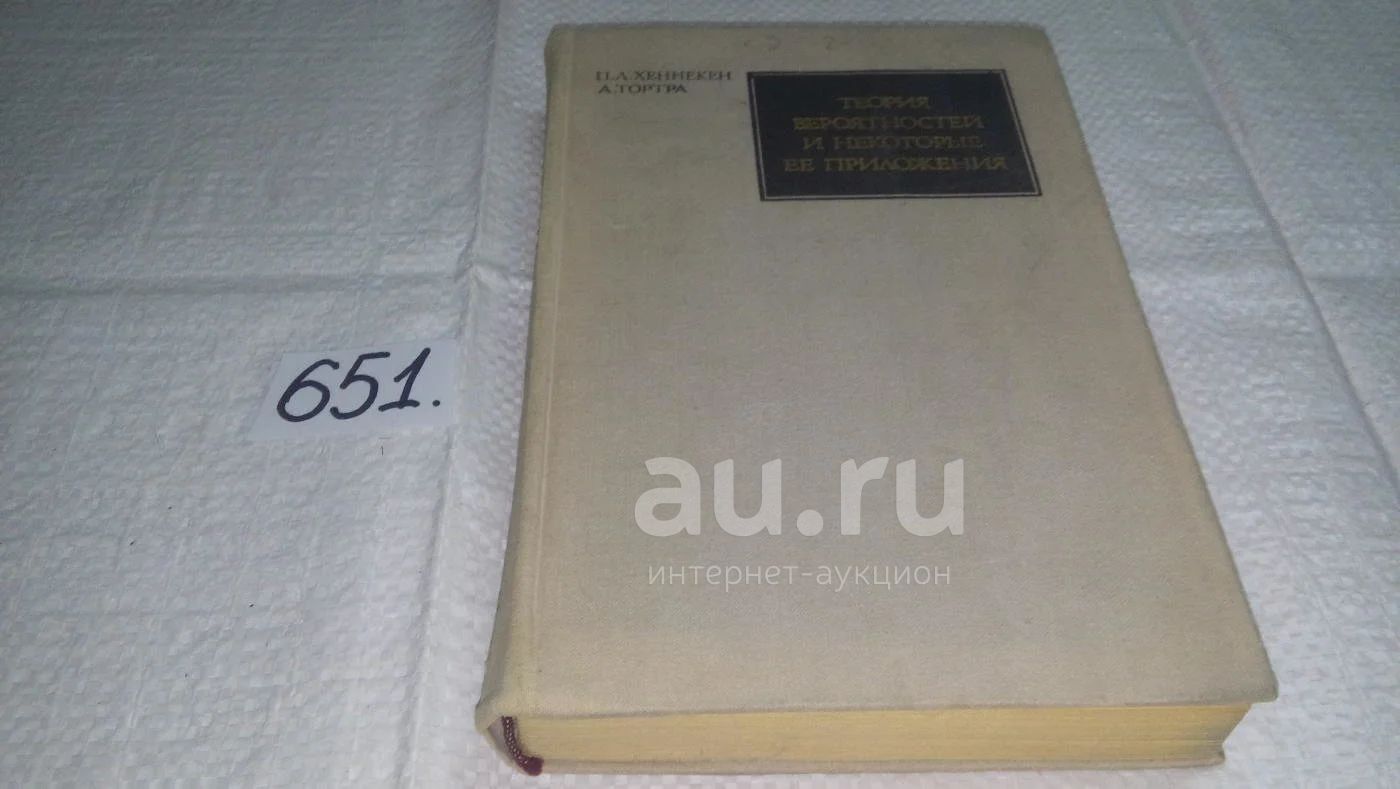 П.Л. ХЕННЕКЕН
А. ТОРТРА
ТЕОРИЯ
ВЕРОЯТНОСТЕЙ
И НЕКОТОРЫЕ
ЕЕ ПРИЛОЖЕНИЯ
651.
au.ru
интернет-аукцион